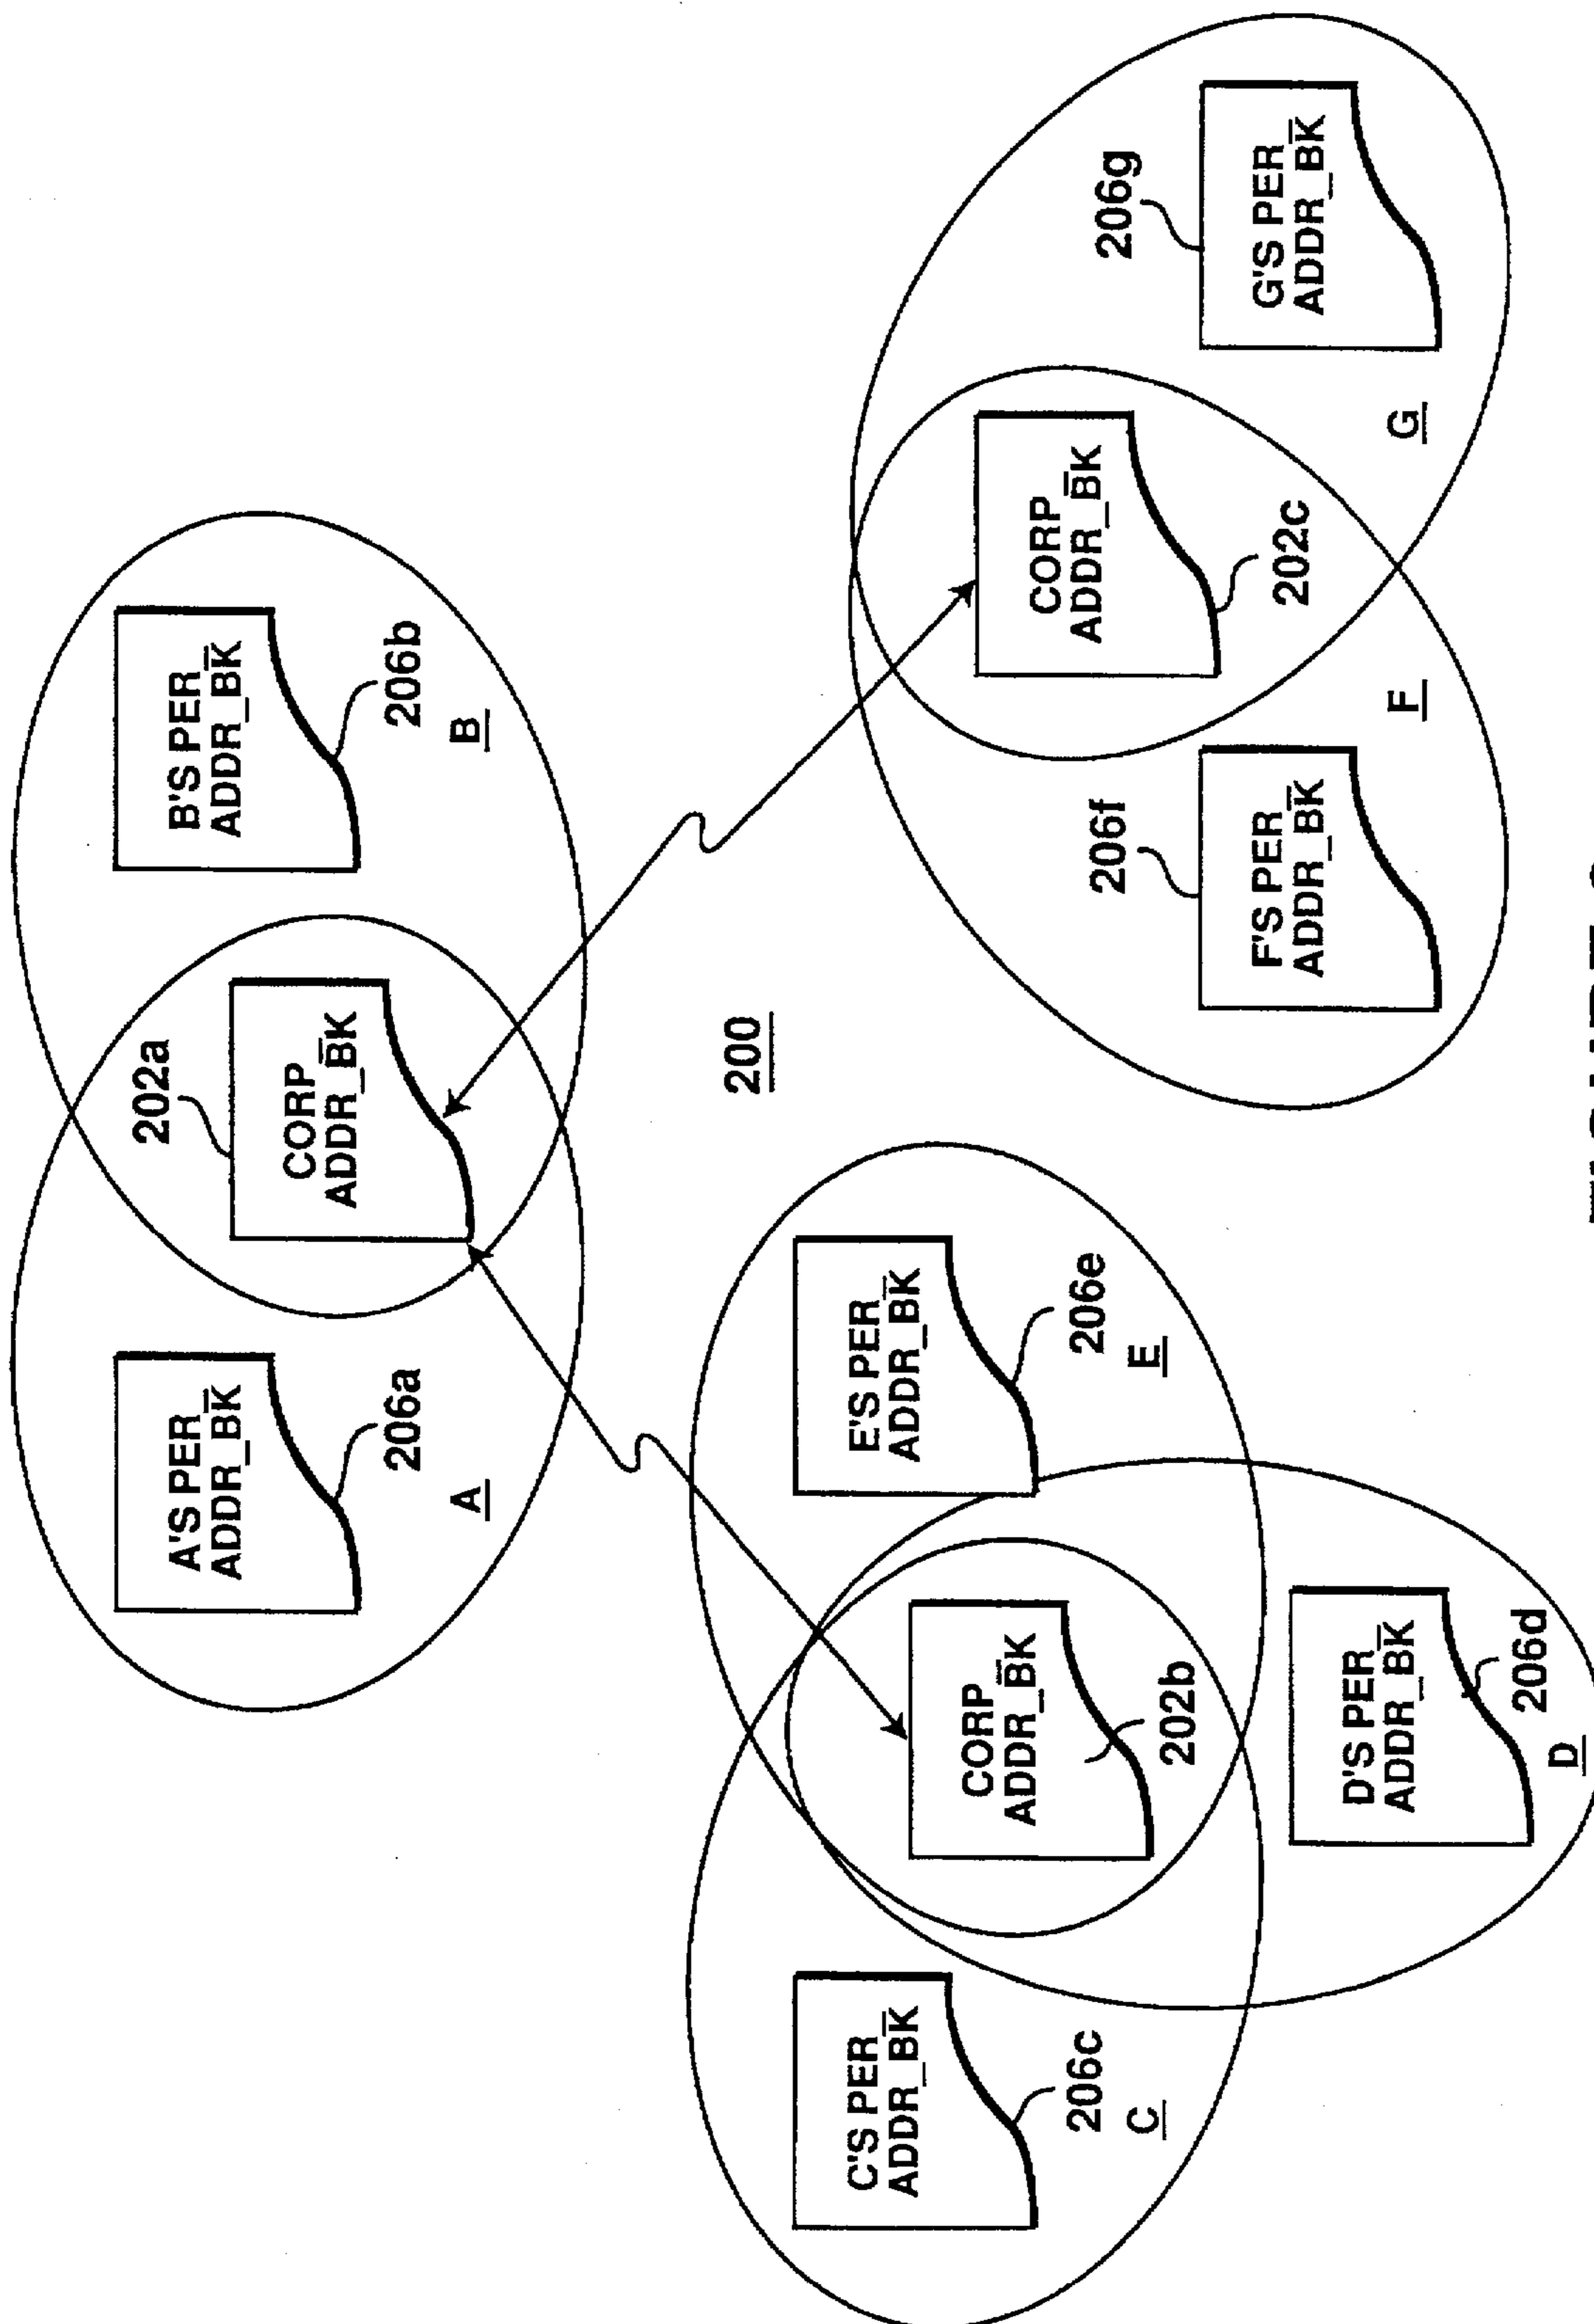 202a
A'S PER
ADDR_BK
CORP
ADDR_BK
B'S PER
ADDR_BK
206a
206b
A
B
200
C'S PER
ADDR_BK
E'S PER
ADDR_BK
CORP
ADDR_BK
206c
206e
C
E
202b
D'S PER
ADDR_BK
206d
D
CORP
ADDR_BK
202c
206f
206g
F'S PER
ADDR_BK
G'S PER
ADDR_BK
F
G